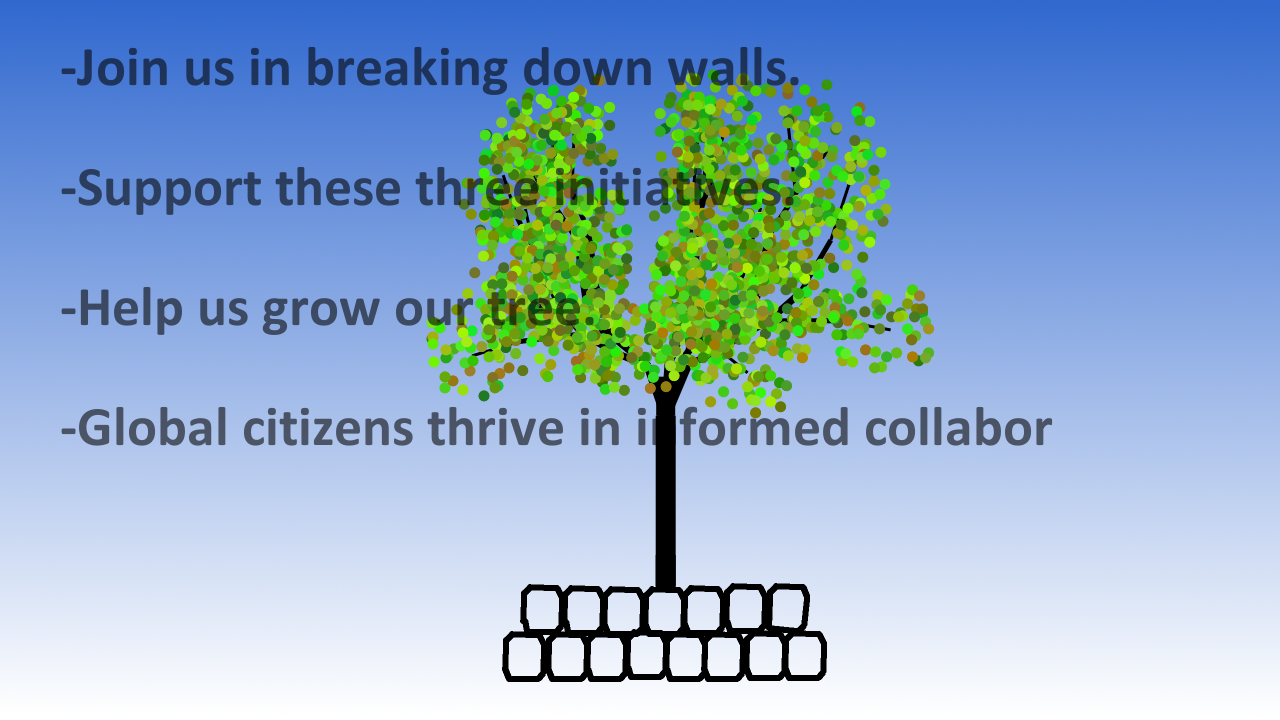 -Join us in breaking down walls.
-Support these three initiatives.
-Help us grow our tree.
-Global citizens thrive in informed collabor